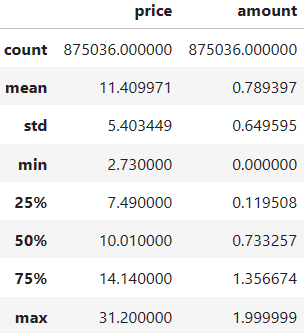 price amount
count 875036.000000 875036.000000
mean 11.409971 0.789397
std 5.403449 0.649595
min 2.730000 0.000000
25% 7.490000 0.119508
50% 10.010000 0.733257
75% 14.140000 1.356674
max 31.200000 1.999999